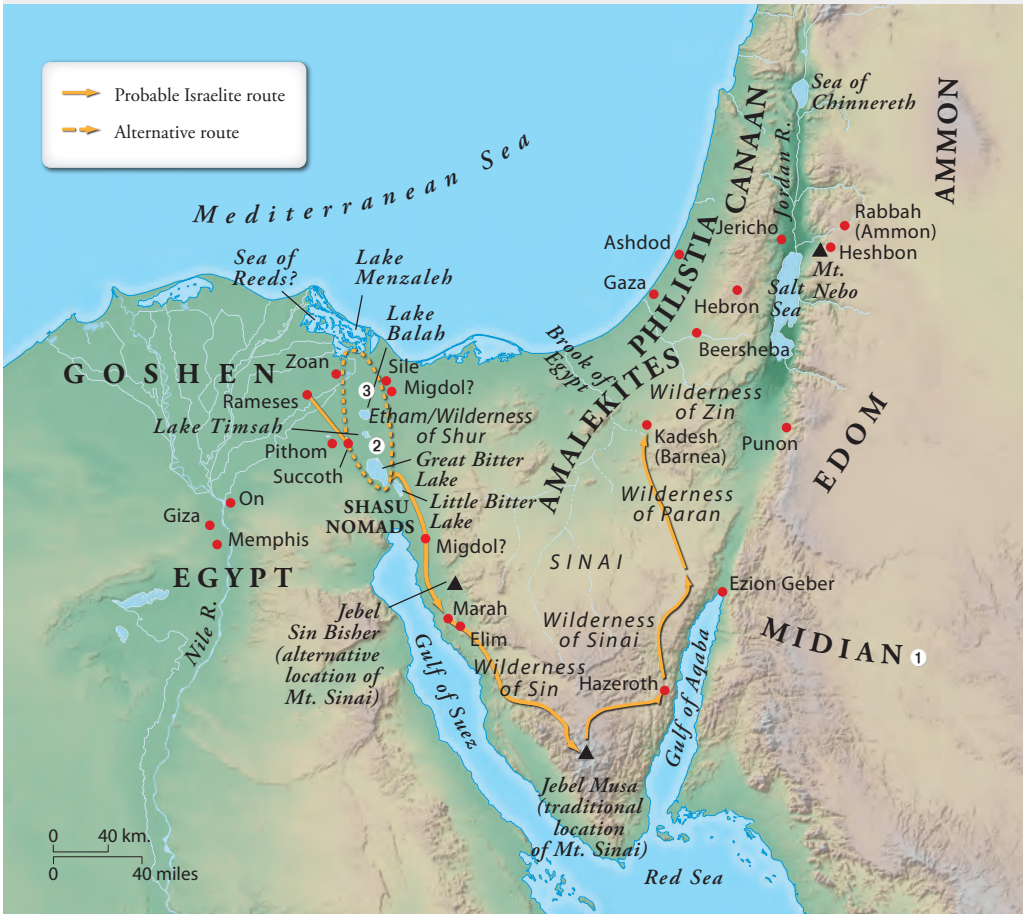 Probable Israelite route
Alternative route
Mediterranean Sea
Sea of
Reeds?
Lake
Menzaleh
Lake
Balah
GOSHEN
Zoan
Sile
Migdol?
3
Rameses
Etham/Wilderness
of Shur
Lake Timsah
2
Pithom
Succoth
Great Bitter
Lake
Little Bitter
Lake
SHASU
NOMADS
On
Giza
Memphis
EGYPT
Nile R.
Migdol?
Jebel
Sin Bisher
(alternative
location of
Mt. Sinai)
Marah
Elim
Gulf of Suez
Wilderness
of Sin
Wilderness
of Sinai
SINAI
Hazeroth
Jebel Musa
(traditional
location
of Mt. Sinai)
Gulf of Aqaba
Red Sea
Ezion Geber
MIDIAN 1
Wilderness
of Paran
Kadesh
(Barnea)
Wilderness
of Zin
Punon
EDOM
AMALEKITES
Brook of
Egypt
PHILISTIA
CANAAN
Ashdod
Gaza
Hebron
Beersheba
Jericho
Jordan R.
Salt
Sea
Mt.
Nebo
Heshbon
Rabbah
(Ammon)
AMMON
Sea of
Chinnereth
0 40 km.
0 40 miles